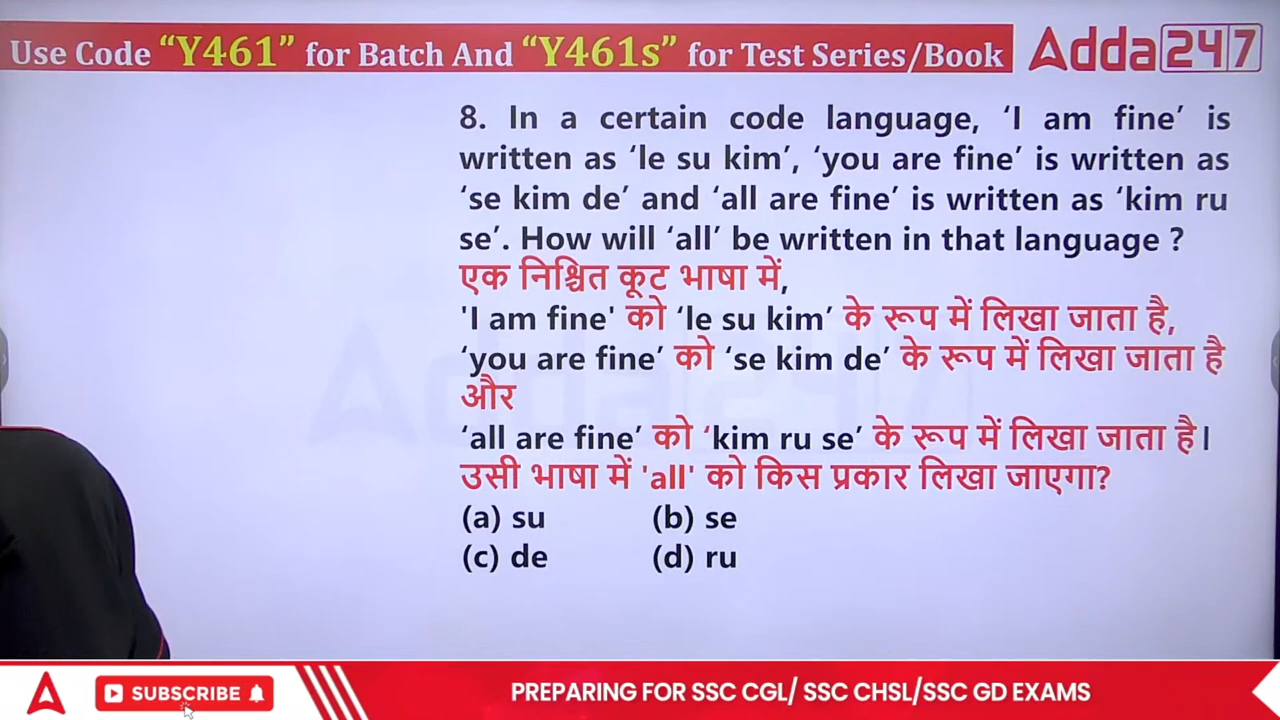 Use Code “Y461” for Batch And “Y461s” for Test Series/Book
Adda247
8. In a certain code language, ‘I am fine’ is
written as ‘le su kim’, ‘you are fine’ is written as
‘se kim de’ and ‘all are fine’ is written as ‘kim ru
se’. How will ‘all’ be written in that language ?
एक निश्चित कूट भाषा में,
'I am fine' को ‘le su kim’ के रूप में लिखा जाता है,
‘you are fine’ को ‘se kim de’ के रूप में लिखा जाता है
और
‘all are fine’ को ‘kim ru se’ के रूप में लिखा जाता है।
उसी भाषा में 'all' को किस प्रकार लिखा जाएगा?
(a) su (b) se
(c) de (d) ru
Adda247
SUBSCRIBE
PREPARING FOR SSC CGL/ SSC CHSL/SSC GD EXAMS